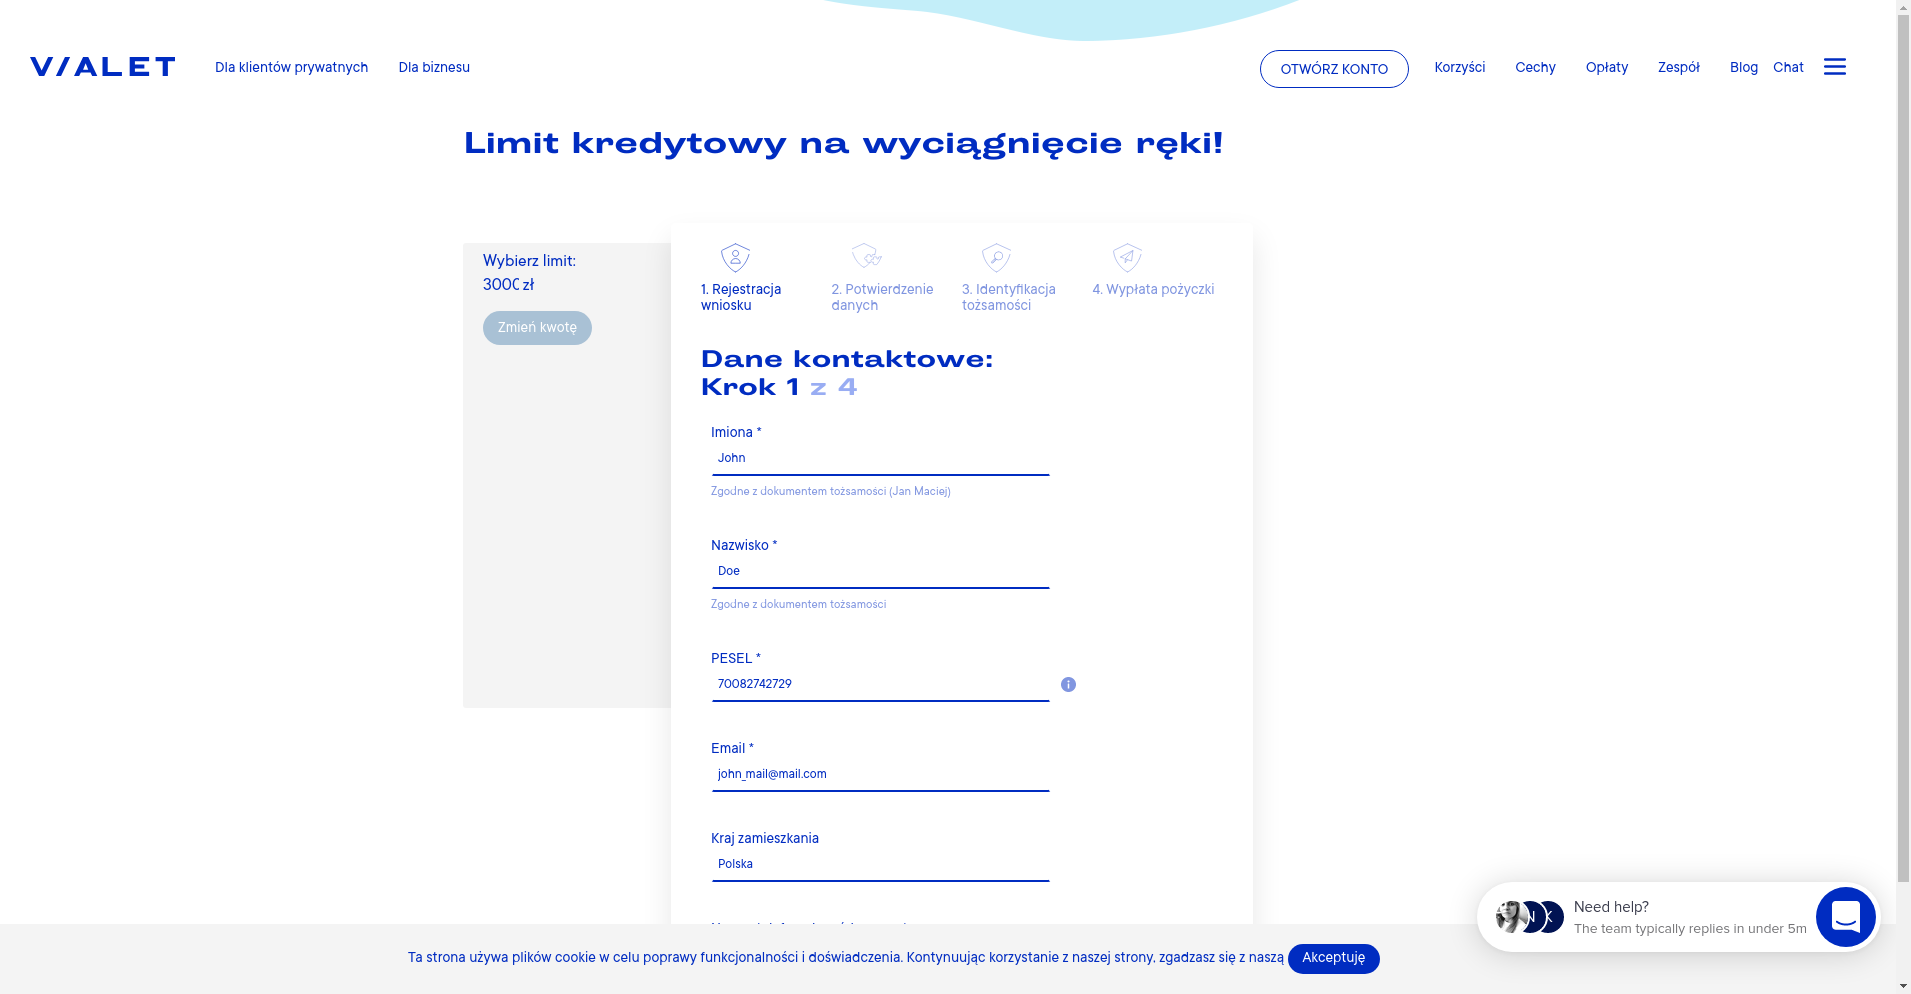 VIALET
Dla klientów prywatnych
Dla biznesu
OTWÓRZ KONTO
Korzyści
Cechy
Opłaty
Zespół
Blog
Chat
Limit kredytowy na wyciągnięcie ręki!
Wybierz limit:
3000 zł
Zmień kwotę
1. Rejestracja
wniosku
2. Potwierdzenie
danych
3. Identyfikacja
tożsamości
4. Wypłata pożyczki
Dane kontaktowe:
Krok 1 z 4
Imiona *
John
Zgodne z dokumentem tożsamości (Jan Maciej)
Nazwisko *
Doe
Zgodne z dokumentem tożsamości
PESEL *
70082742729
Email *
john_mail@mail.com
Kraj zamieszkania
Polska
Ta strona używa plików cookie w celu poprawy funkcjonalności i doświadczenia. Kontynuując korzystanie z naszej strony, zgadzasz się z naszą
Akceptuję
N K
Need help?
The team typically replies in under 5m